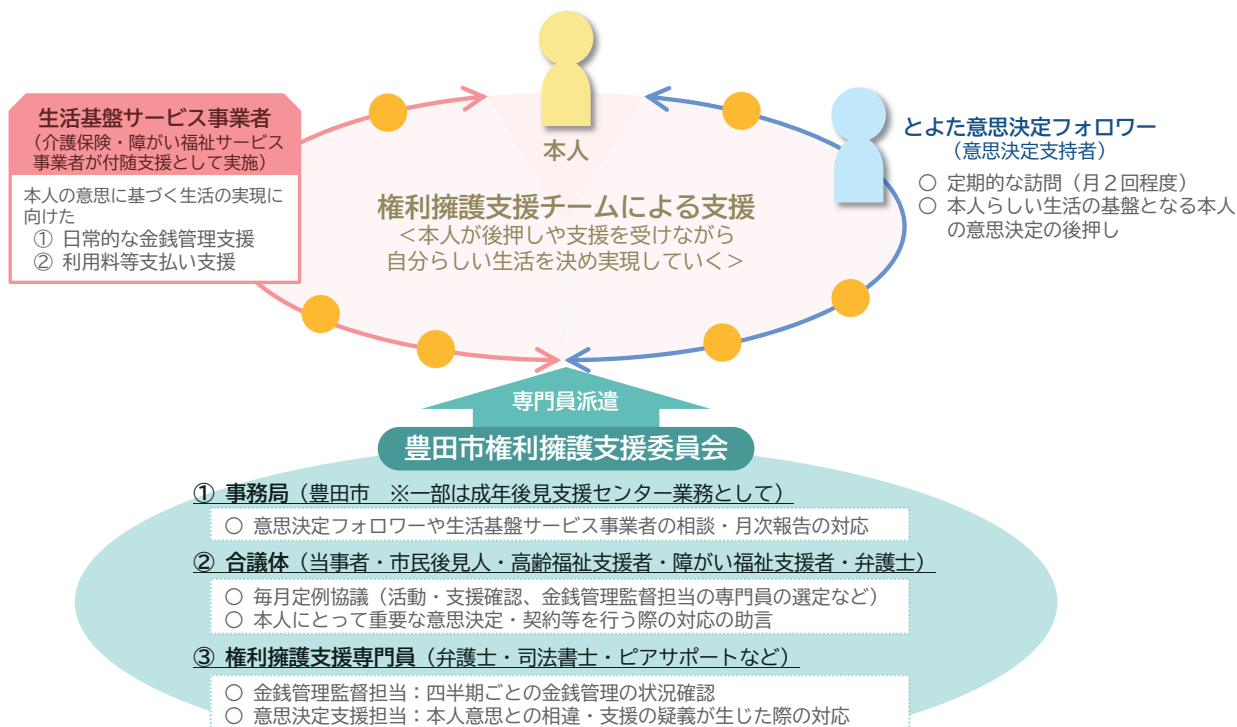 本人
生活基盤サービス事業者
（介護保険・障がい福祉サービス
事業者が付随支援として実施）
本人の意思に基づく生活の実現に
向けた
① 日常的な金銭管理支援
② 利用料等支払い支援
とよた意思決定フォロワー
（意思決定支持者）
○ 定期的な訪問（月２回程度）
○ 本人らしい生活の基盤となる本人
の意思決定の後押し
権利擁護支援チームによる支援
＜本人が後押しや支援を受けながら
自分らしい生活を決め実現していく＞
専門員派遣
豊田市権利擁護支援委員会
① 事務局（豊田市　※一部は成年後見支援センター業務として）
○ 意思決定フォロワーや生活基盤サービス事業者の相談・月次報告の対応
② 合議体（当事者・市民後見人・高齢福祉支援者・障がい福祉支援者・弁護士）
○ 毎月定例協議（活動・支援確認、金銭管理監督担当の専門員の選定など）
○ 本人にとって重要な意思決定・契約等を行う際の対応の助言
③ 権利擁護支援専門員（弁護士・司法書士・ピアサポートなど）
○ 金銭管理監督担当：四半期ごとの金銭管理の状況確認
○ 意思決定支援担当：本人意思との相違・支援の疑義が生じた際の対応